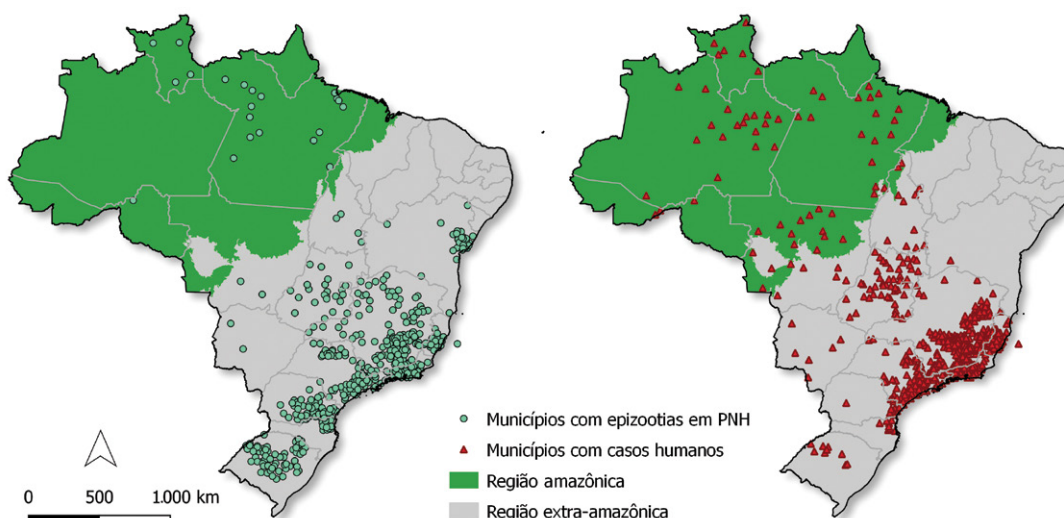 Municípios com epizootias em PNH
Municípios com casos humanos
Região amazônica
Região extra-amazônica
0 500 1.000 km